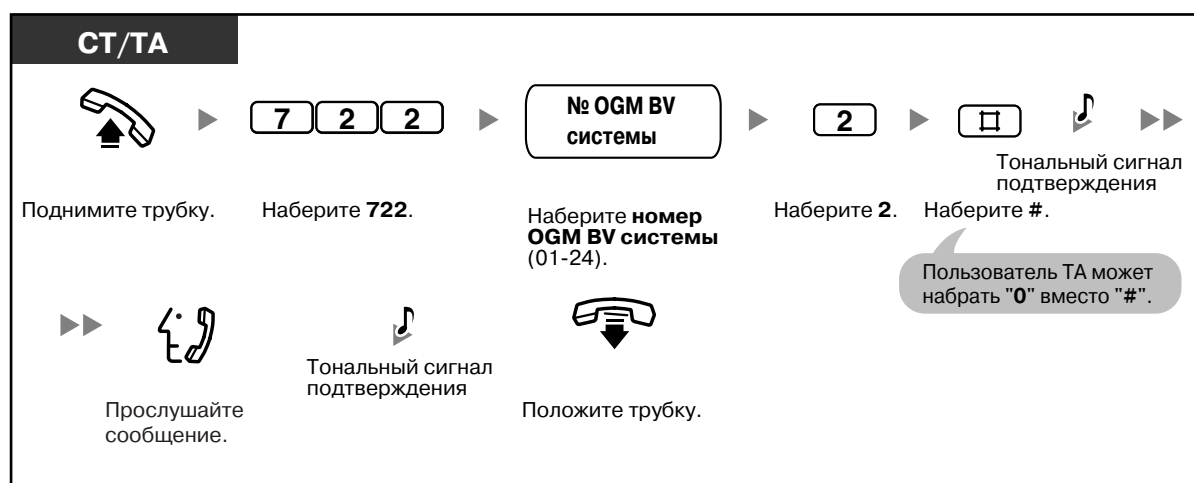 СТ/ТА
7 2 2
№ OGM BV
системы
2
Тональный сигнал
подтверждения
Поднимите трубку.
Наберите 722.
Наберите номер
OGM BV системы
(01-24).
Наберите 2.
Наберите #.
Пользователь ТА может
набрать "0" вместо "#".
Прослушайте
сообщение.
Тональный сигнал
подтверждения
Положите трубку.